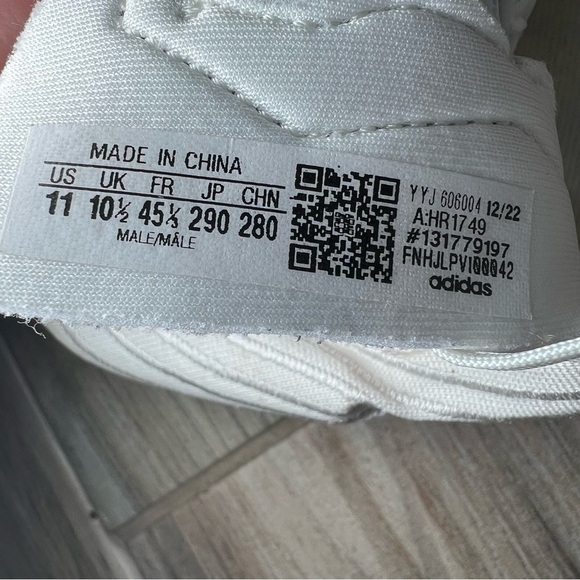 MADE IN CHINA
US UK FR JP CHN
11 10½ 45⅓ 290 280
MALE/MÂLE
YYJ 606004 12/22
A:HR1749
#131779197
FNHJLPVI00042
adidas